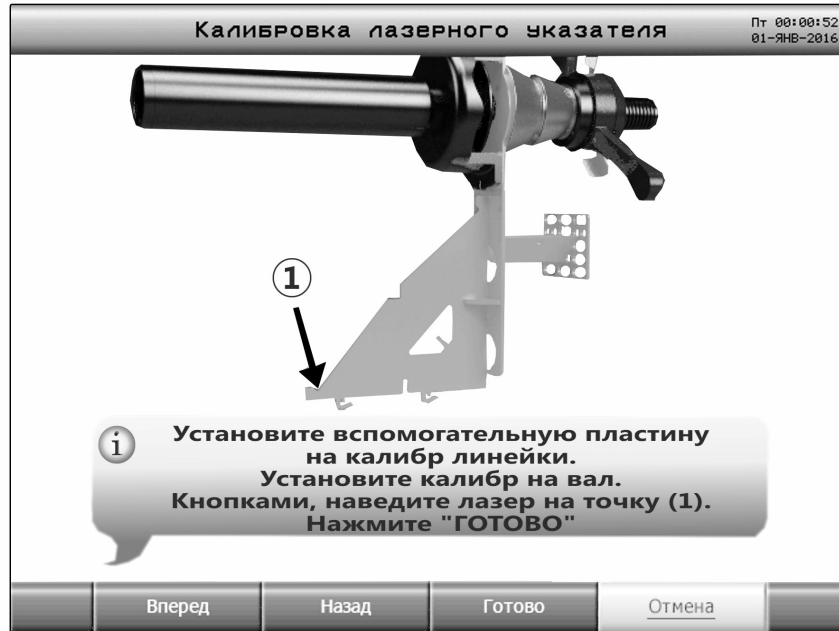 Калибровка лазерного указателя
Пт 00:00:52
01-ЯНВ-2016
1
i
Установите вспомогательную пластину
на калибр линейки.
Установите калибр на вал.
Кнопками, наведите лазер на точку (1).
Нажмите "ГОТОВО"
Вперед Назад Готово Отмена